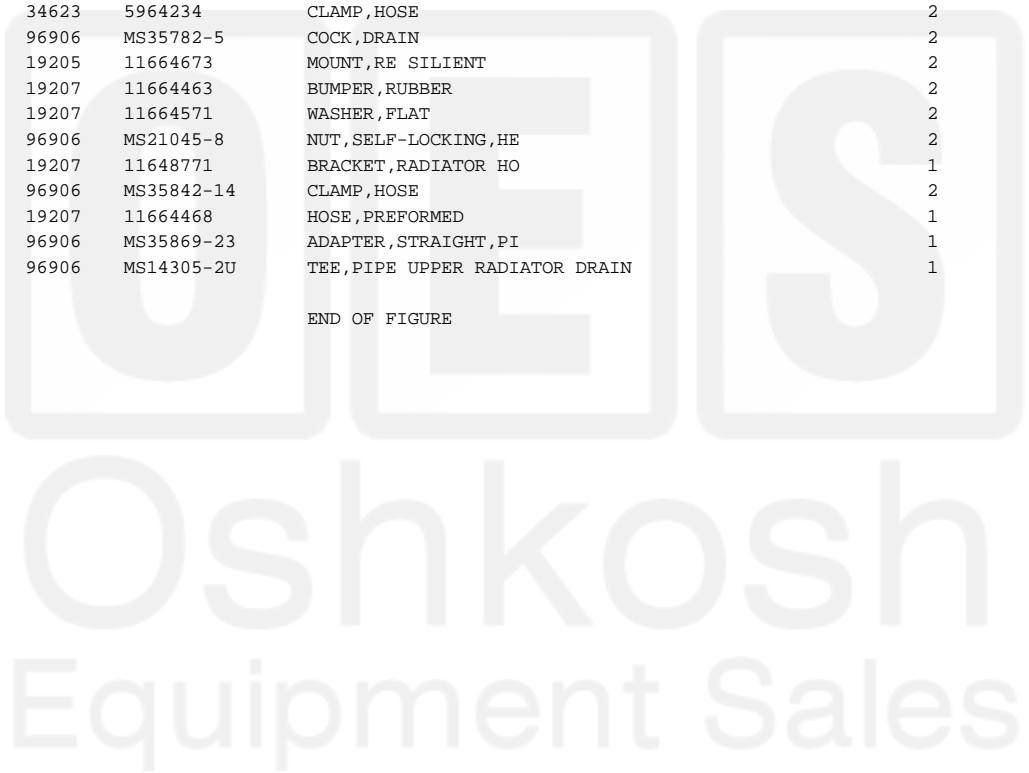 34623 5964234 CLAMP,HOSE 2
96906 MS35782-5 COCK,DRAIN 2
19205 11664673 MOUNT,RE SILIENT 2
19207 11664463 BUMPER,RUBBER 2
19207 11664571 WASHER,FLAT 2
96906 MS21045-8 NUT,SELF-LOCKING,HE 2
19207 11648771 BRACKET,RADIATOR HO 1
96906 MS35842-14 CLAMP,HOSE 2
19207 11664468 HOSE,PREFORMED 1
96906 MS35869-23 ADAPTER,STRAIGHT,PI 1
96906 MS14305-2U TEE,PIPE UPPER RADIATOR DRAIN 1
END OF FIGURE
OES
Oshkosh
Equipment Sales